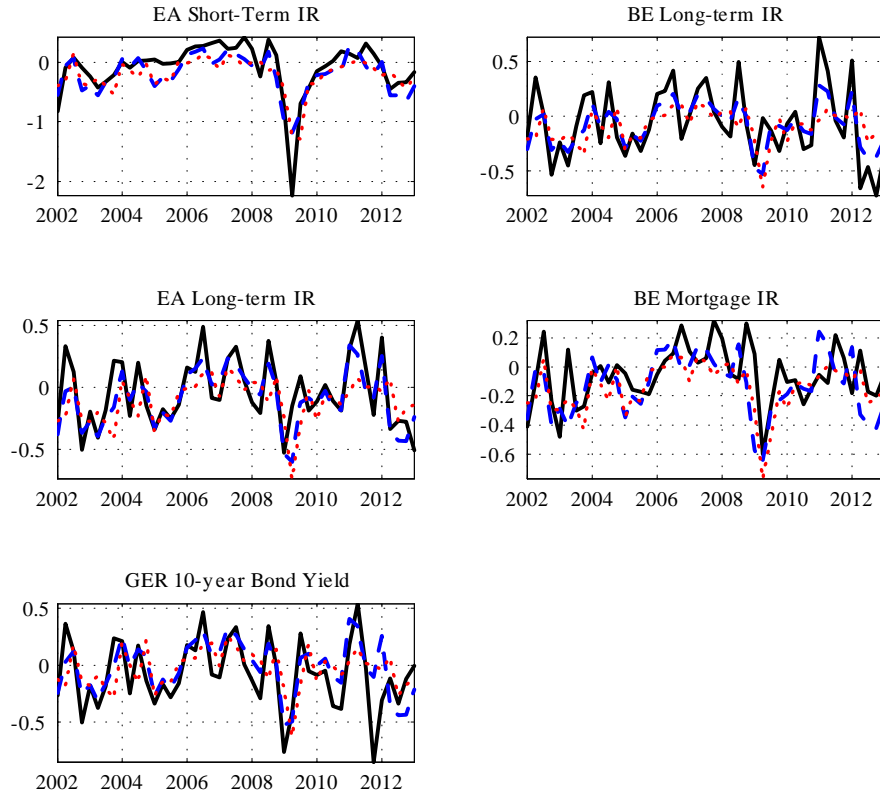 EA Short-Term IR
0
-1
-2
2002 2004 2006 2008 2010 2012
BE Long-term IR
0.5
0
-0.5
2002 2004 2006 2008 2010 2012
EA Long-term IR
0.5
0
-0.5
2002 2004 2006 2008 2010 2012
BE Mortgage IR
0.2
0
-0.2
-0.4
-0.6
2002 2004 2006 2008 2010 2012
GER 10-year Bond Yield
0.5
0
-0.5
2002 2004 2006 2008 2010 2012